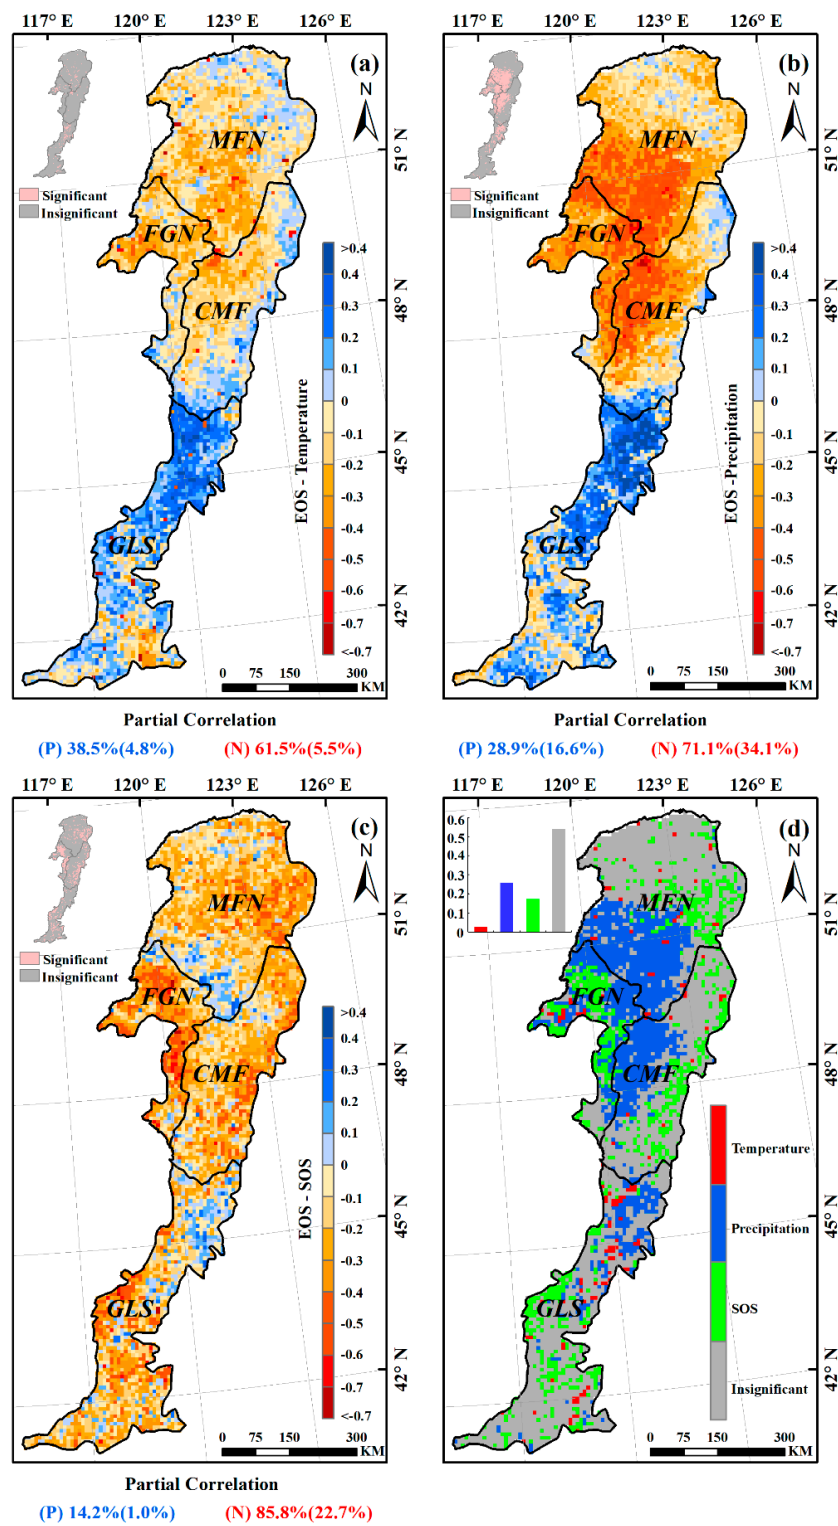 117° E 120° E 123° E 126° E
(a)
N
MFN
51° N
Significant
Insignificant
FGN
>0.4
0.4
0.3
0.2
0.1
0
-0.1
-0.2
-0.3
-0.4
-0.5
-0.6
-0.7
<-0.7
CMF
48° N
EOS - Temperature
45° N
GLS
42° N
0 75 150 300
KM
Partial Correlation
(P) 38.5%(4.8%) (N) 61.5%(5.5%)
117° E 120° E 123° E 126° E
(b)
N
MFN
51° N
Significant
Insignificant
FGN
>0.4
0.4
0.3
0.2
0.1
0
-0.1
-0.2
-0.3
-0.4
-0.5
-0.6
-0.7
<-0.7
CMF
48° N
EOS -Precipitation
45° N
GLS
42° N
0 75 150 300
KM
Partial Correlation
(P) 28.9%(16.6%) (N) 71.1%(34.1%)
117° E 120° E 123° E 126° E
(c)
N
MFN
51° N
Significant
Insignificant
FGN
>0.4
0.4
0.3
0.2
0.1
0
-0.1
-0.2
-0.3
-0.4
-0.5
-0.6
-0.7
<-0.7
CMF
48° N
EOS - SOS
45° N
GLS
42° N
0 75 150 300
KM
Partial Correlation
(P) 14.2%(1.0%) (N) 85.8%(22.7%)
117° E 120° E 123° E 126° E
0.6
0.5
0.4
0.3
0.2
0.1
0
(d)
N
MFN
51° N
FGN
CMF
48° N
Temperature
Precipitation
SOS
Insignificant
45° N
GLS
42° N
0 75 150 300
KM